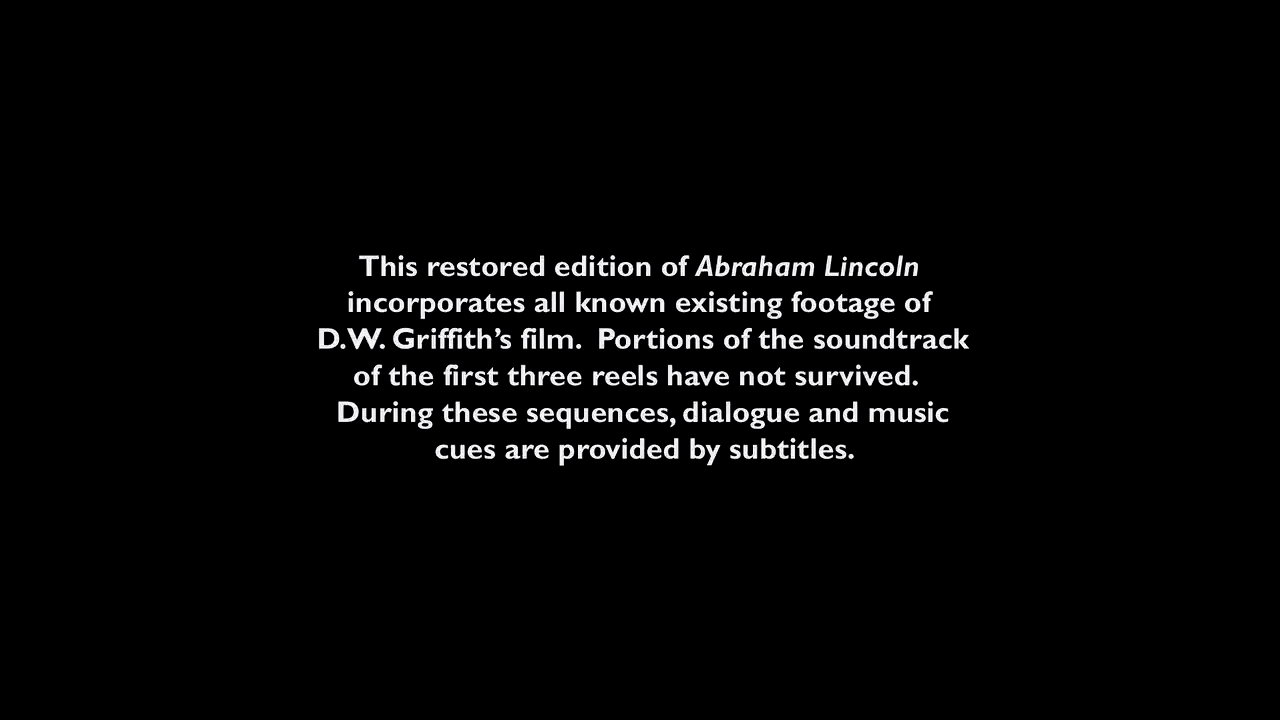 This restored edition of Abraham Lincoln
incorporates all known existing footage of
D.W. Griffith’s film.  Portions of the soundtrack
of the first three reels have not survived.
During these sequences, dialogue and music
cues are provided by subtitles.